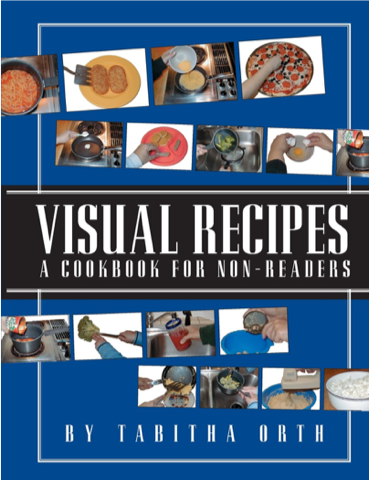 VISUAL RECIPES
A COOKBOOK FOR NON-READERS
BY TABITHA ORTH